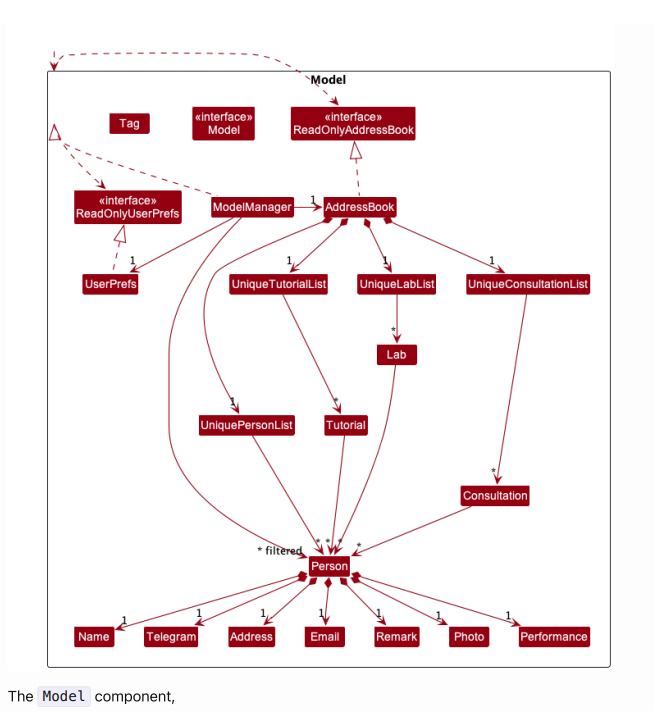 Model
«interface»
ReadOnlyAddressBook
Tag
«interface»
Model
«interface»
ReadOnlyUserPrefs
ModelManager
1
AddressBook
1
UserPrefs
1
UniqueTutorialList
1
UniqueLabList
1
UniqueConsultationList
*
Lab
1
UniquePersonList
*
Tutorial
*
Consultation
* filtered
*
*
*
*
Person
1
Name
1
Telegram
1
Address
1
Email
1
Remark
1
Photo
1
Performance
The Model component,